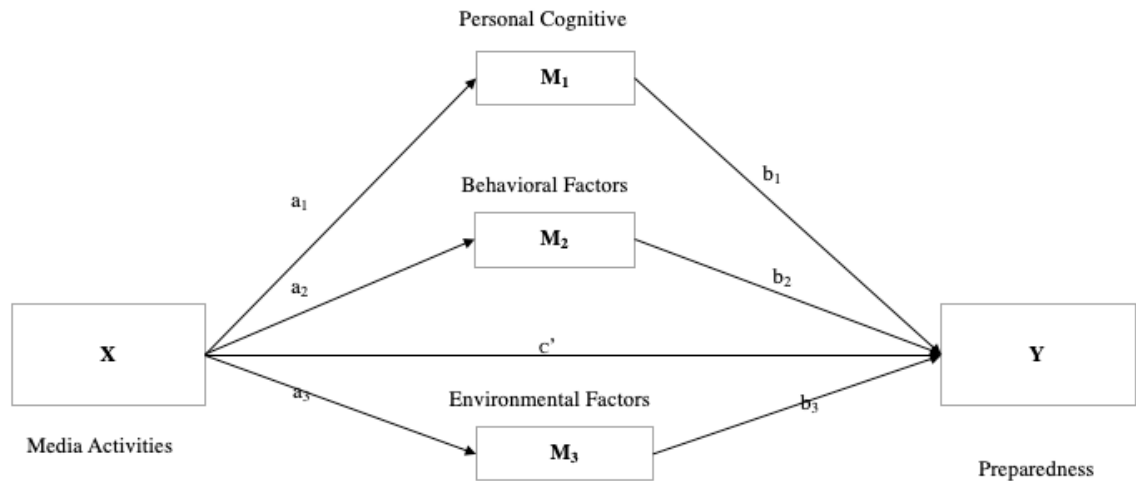 Personal Cognitive
M₁
b₁
Behavioral Factors
a₁
M₂
a₂
b₂
X
c’
Y
a₃
Environmental Factors
b₃
Media Activities
M₃
Preparedness